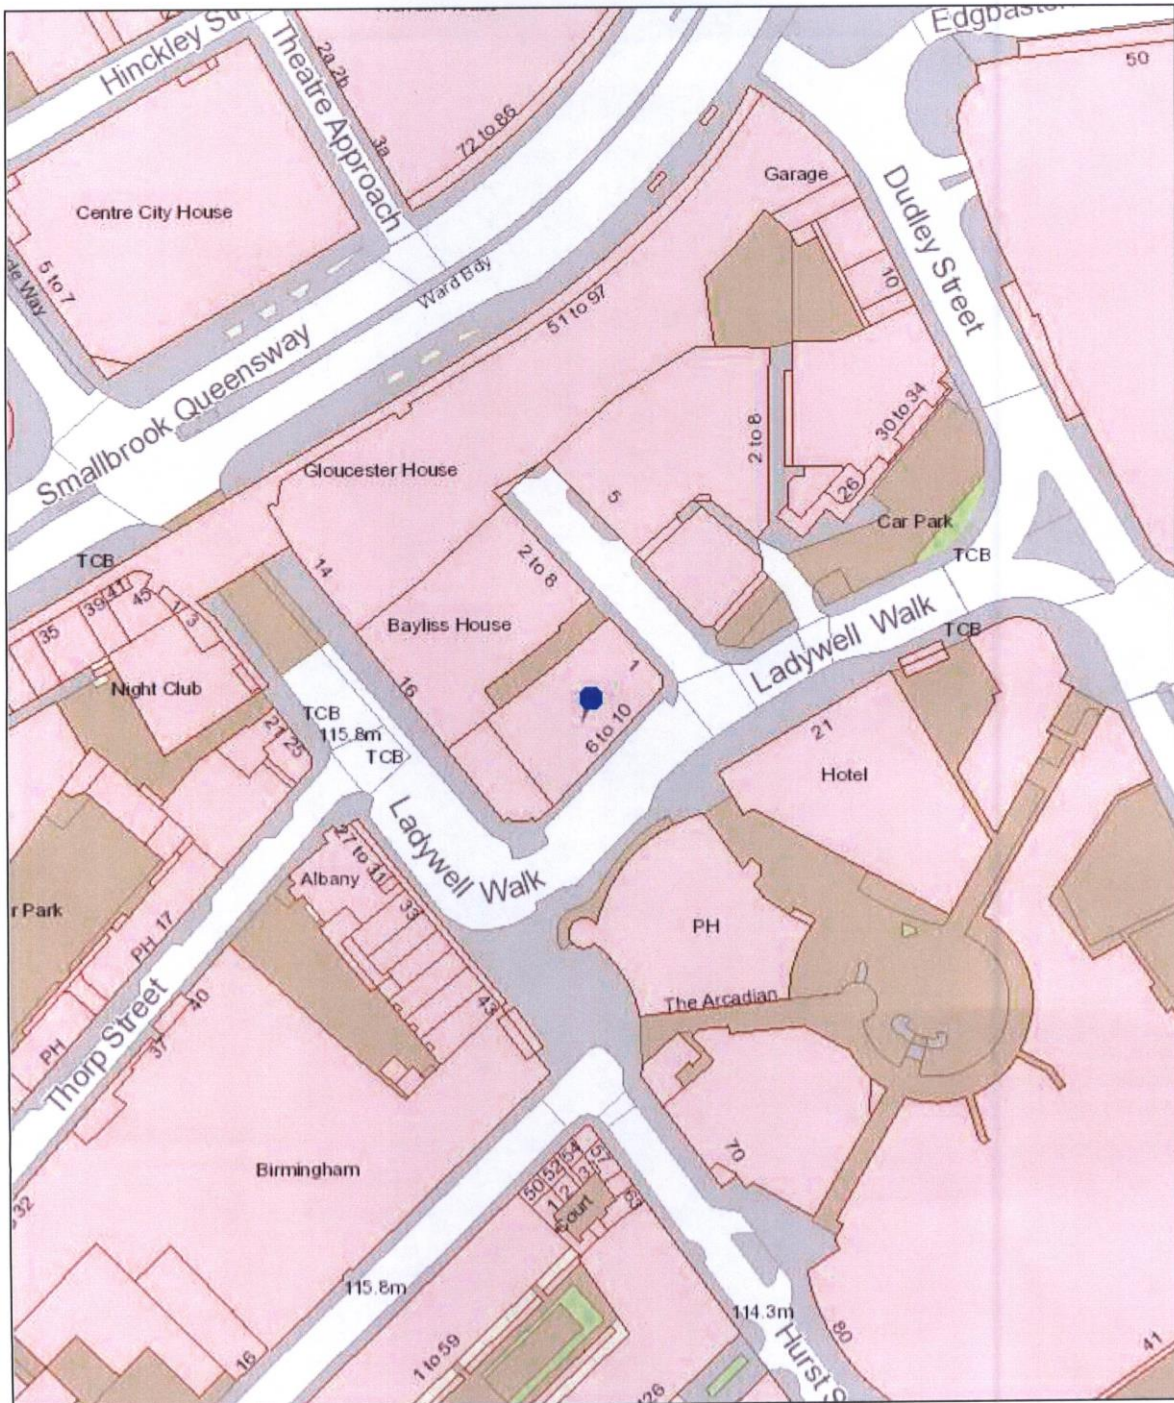 Hinckley
Theatre Approach
2a 2b
3a
72 to 86
Edgbaston
50
Centre City House
5 to 7
Way
Garage
Dudley Street
10
Ward Bdy
51 to 97
Smallbrook Queensway
Gloucester House
2 to 8
30 to 34
26
5
Car Park
TCB
TCB
14
2 to 8
Bayliss House
35
39
41
45
1
3
Ladywell Walk
TCB
Night Club
16
1
6 to 10
TCB
115.8m
TCB
21
25
21
Hotel
Ladywell Walk
27 to 31
Albany
33
43
r Park
PH
17
PH
Thorp Street
40
37
PH
The Arcadian
Birmingham
32
16
50
52
54
57
1
2
3
Court
63
70
115.8m
114.3m
1 to 59
Hurst S
80
41